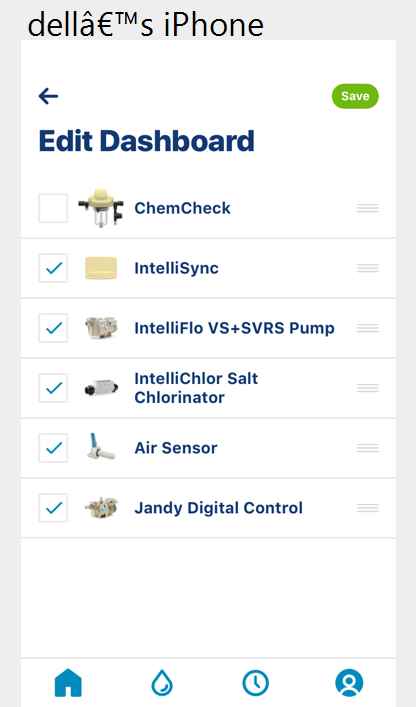 dellâ€™s iPhone
Save
Edit Dashboard
ChemCheck
IntelliSync
IntelliFlo VS+SVRS Pump
IntelliChlor Salt
Chlorinator
Air Sensor
Jandy Digital Control